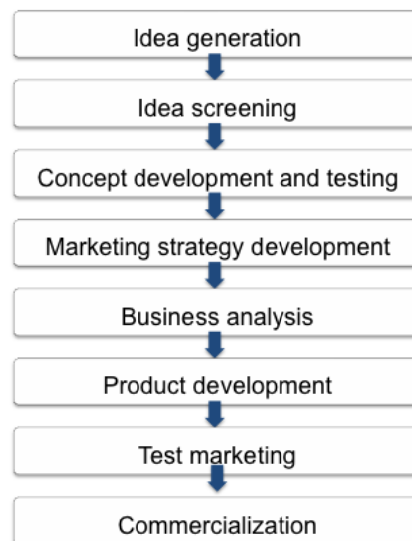 Idea generation
Idea screening
Concept development and testing
Marketing strategy development
Business analysis
Product development
Test marketing
Commercialization